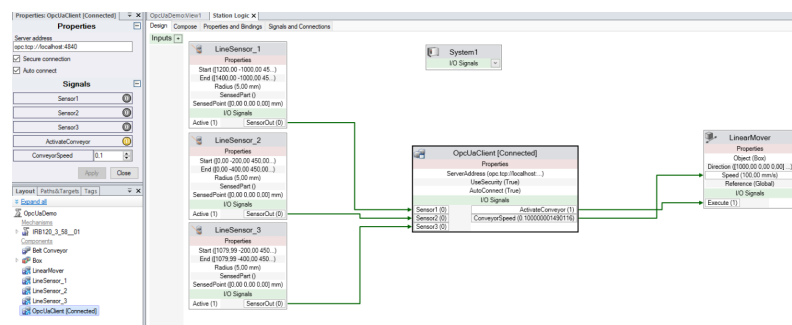 Properties: OpcUaClient [Connected]
Properties
Server address
opc.tcp://localhost:4840
Secure connection
Auto connect
Signals
Sensor1 0
Sensor2 0
Sensor3 0
ActivateConveyor
ConveyorSpeed 0,1
Apply Close
Layout Paths&Targets Tags
Expand all
OpcUaDemo
Mechanisms
IRB120_3_58__01
Components
Belt Conveyor
Box
LinearMover
LineSensor_1
LineSensor_2
LineSensor_3
OpcUaClient [Connected]
OpcUaDemo:View1 Station Logic X
Design Compose Properties and Bindings Signals and Connections
Inputs
LineSensor_1
Properties
Start ([1200,00 -1000,00 45...)
End ([1400,00 -1000,00 45...)
Radius (5,00 mm)
SensedPart ()
SensedPoint ([0.00 0.00 0.00] mm)
I/O Signals
Active (1) SensorOut (0)
LineSensor_2
Properties
Start ([0,00 -200,00 450,00...)
End ([0,00 -400,00 450,00...)
Radius (5,00 mm)
SensedPart ()
SensedPoint ([0.00 0.00 0.00] mm)
I/O Signals
Active (1) SensorOut (0)
LineSensor_3
Properties
Start ([1079,99 -200,00 450...)
End ([1079,99 -400,00 450...)
Radius (5,00 mm)
SensedPart ()
SensedPoint ([0.00 0.00 0.00] mm)
I/O Signals
Active (1) SensorOut (0)
System1
I/O Signals
OpcUaClient [Connected]
Properties
ServerAddress (opc.tcp://localhost:...)
UseSecurity (True)
AutoConnect (True)
I/O Signals
Sensor1 (0) ActivateConveyor (1)
Sensor2 (0) ConveyorSpeed (0.100000001490116)
Sensor3 (0)
LinearMover
Properties
Object (Box)
Direction ([1000.00 0.00 0.00] ...
Speed (100,00 mm/s)
Reference (Global)
I/O Signals
Execute (1)